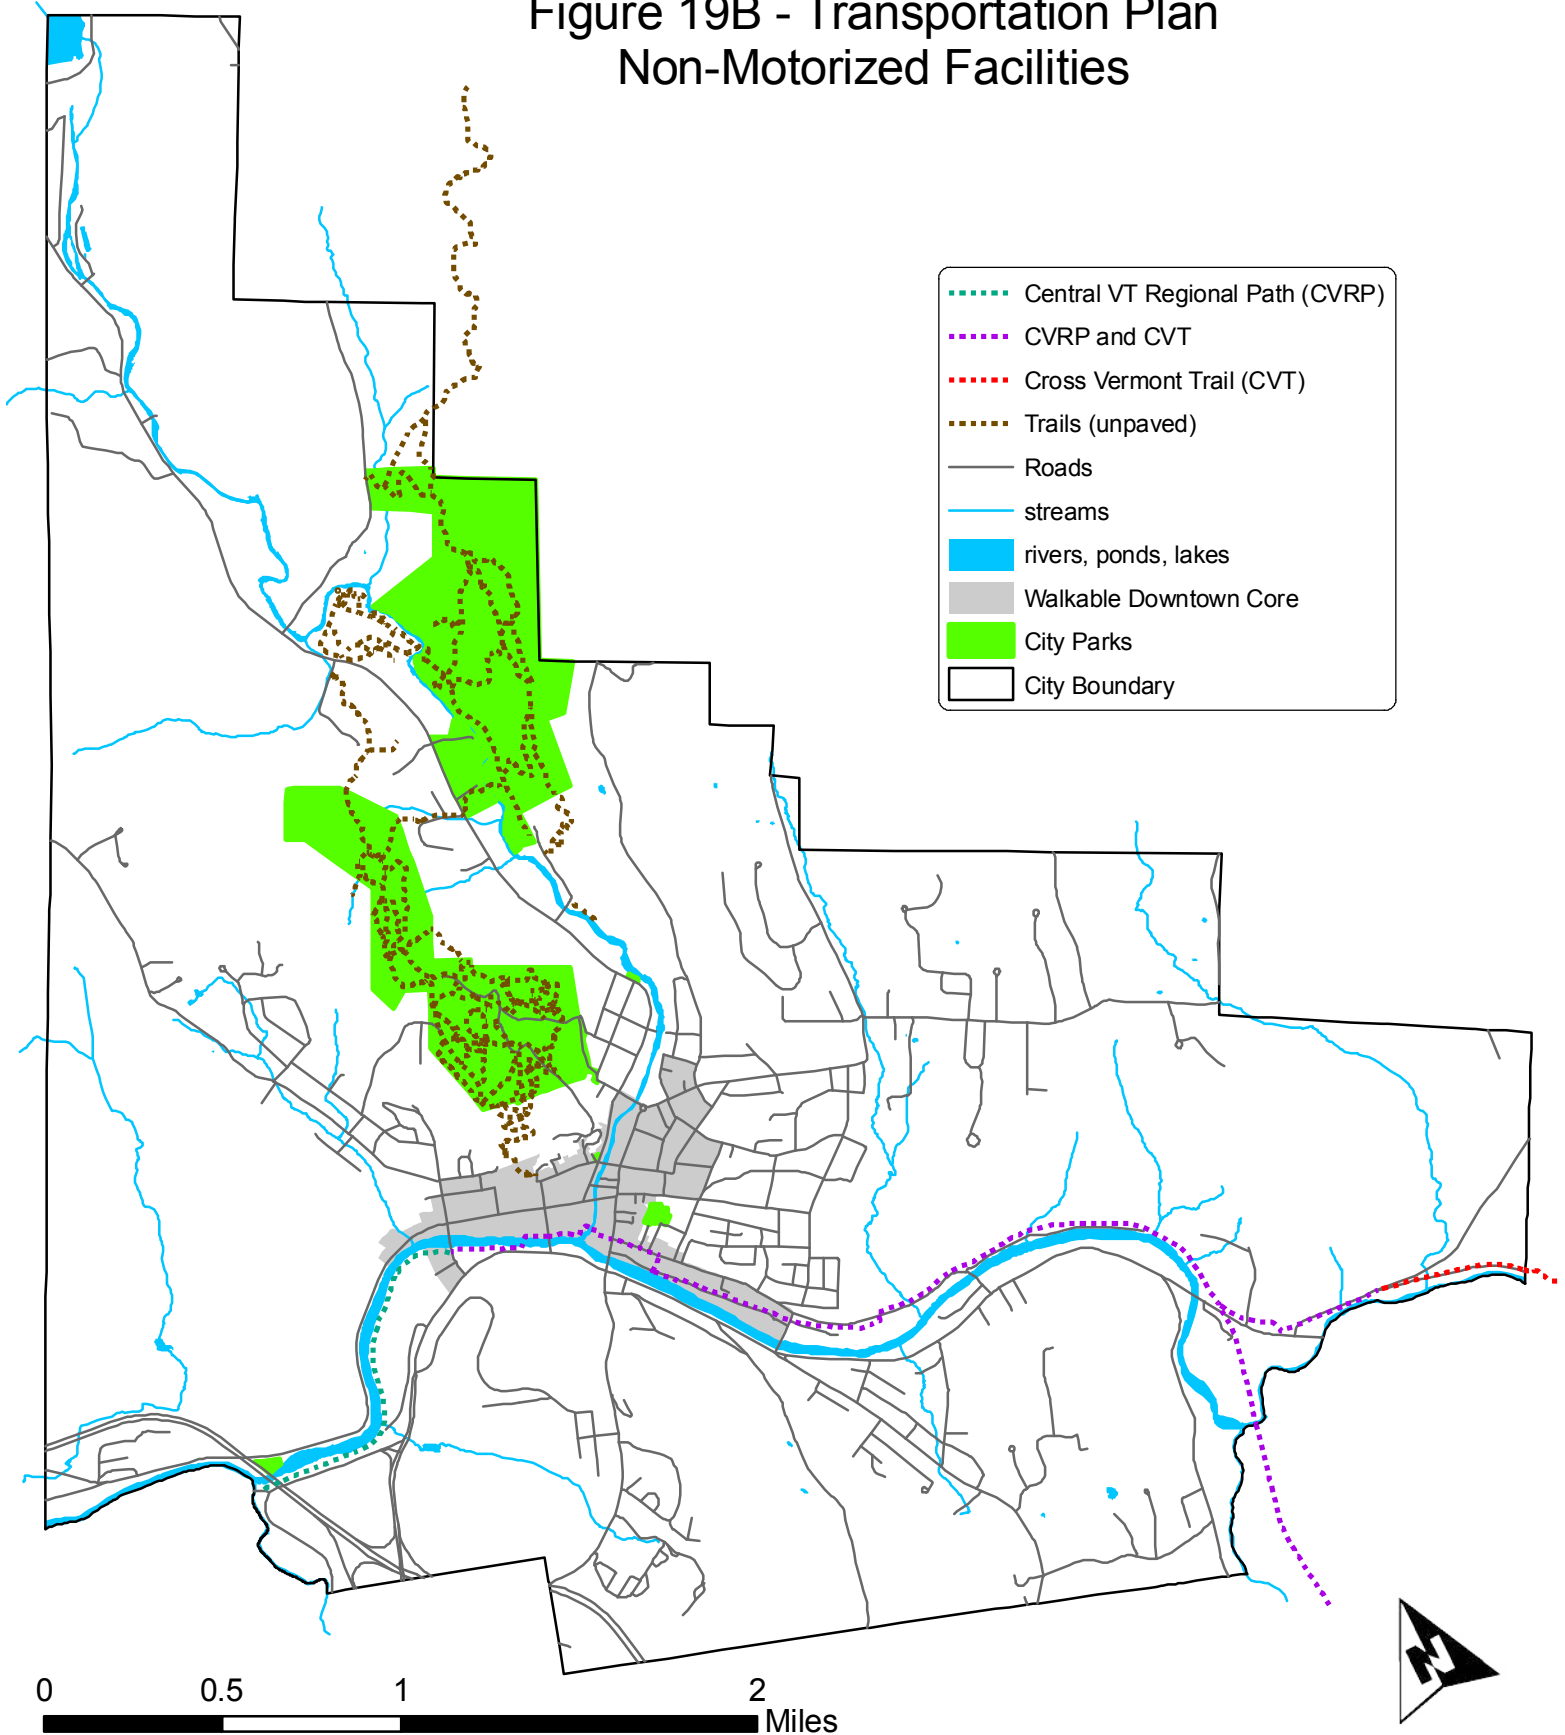 Figure 19B - Transportation Plan
Non-Motorized Facilities
Central VT Regional Path (CVRP)
CVRP and CVT
Cross Vermont Trail (CVT)
Trails (unpaved)
Roads
streams
rivers, ponds, lakes
Walkable Downtown Core
City Parks
City Boundary
N
0 0.5 1 2
Miles